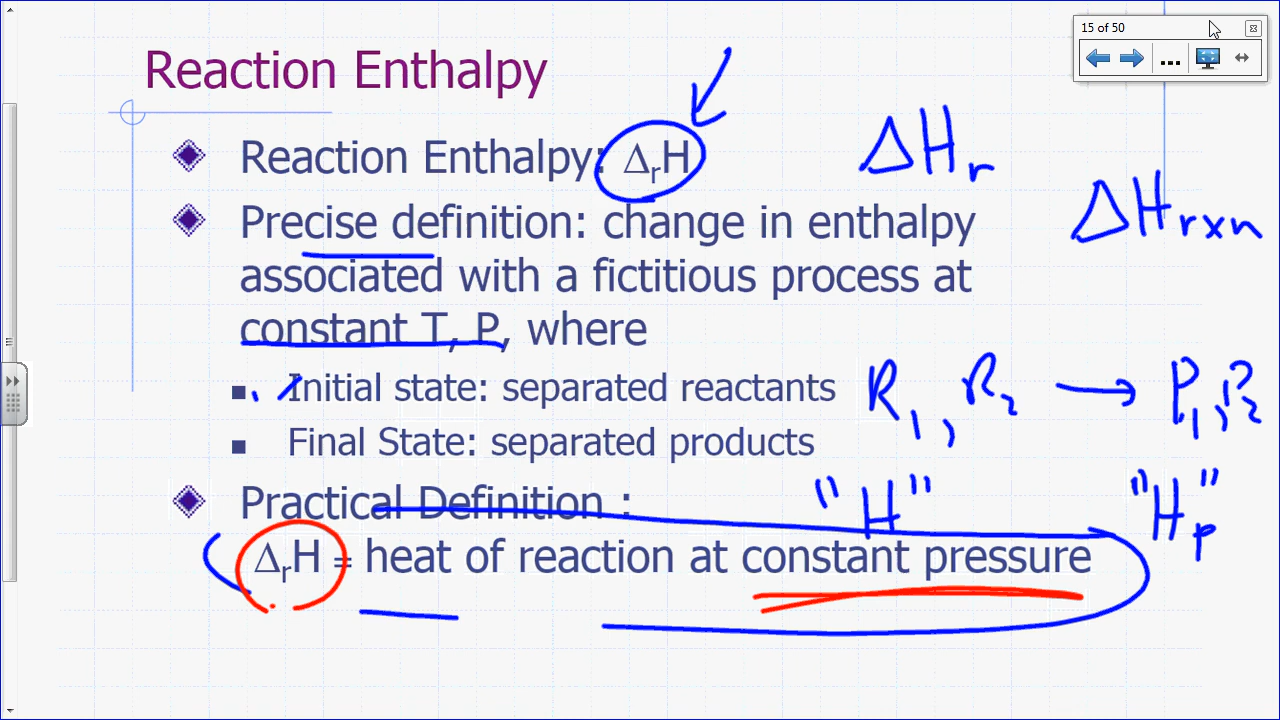 15 of 50
Reaction Enthalpy
Reaction Enthalpy: ΔrH
ΔHr
Precise definition: change in enthalpy
ΔHrxn
associated with a fictitious process at
constant T, P, where
Initial state: separated reactants
R1, R2 → P1, P2
Final State: separated products
Practical Definition :
"H" "Hp"
ΔrH = heat of reaction at constant pressure